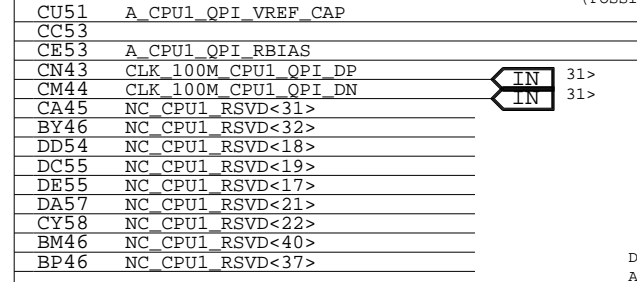 CU51 A_CPU1_QPI_VREF_CAP
CC53
CE53 A_CPU1_QPI_RBIAS
CN43 CLK_100M_CPU1_QPI_DP IN 31>
CM44 CLK_100M_CPU1_QPI_DN IN 31>
CA45 NC_CPU1_RSVD<31>
BY46 NC_CPU1_RSVD<32>
DD54 NC_CPU1_RSVD<18>
DC55 NC_CPU1_RSVD<19>
DE55 NC_CPU1_RSVD<17>
DA57 NC_CPU1_RSVD<21>
CY58 NC_CPU1_RSVD<22>
BM46 NC_CPU1_RSVD<40>
BP46 NC_CPU1_RSVD<37>